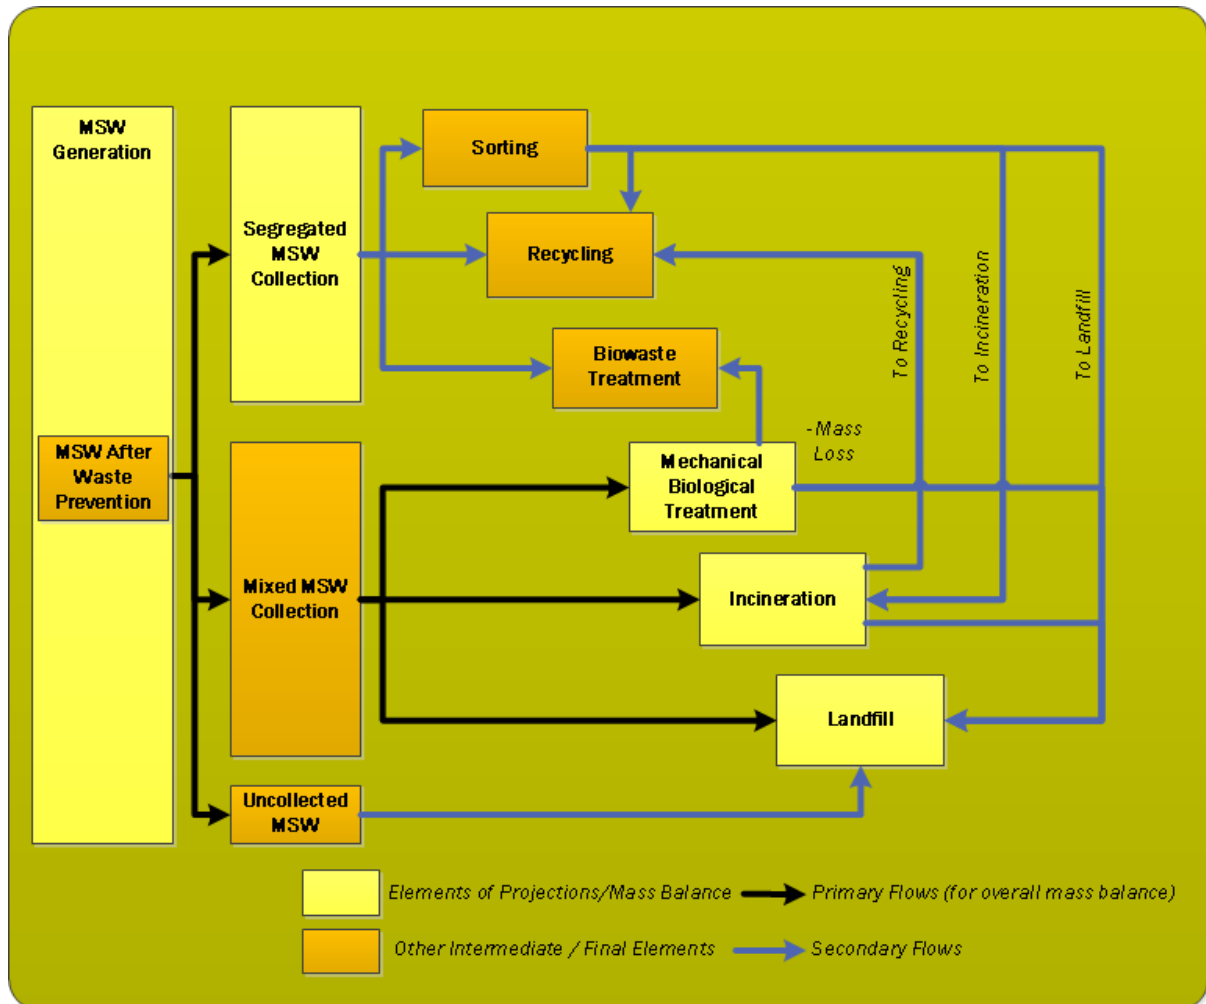 MSW
Generation
MSW After
Waste
Prevention
Segregated
MSW
Collection
Mixed MSW
Collection
Uncollected
MSW
Sorting
Recycling
Biowaste
Treatment
- Mass
Loss
Mechanical
Biological
Treatment
Incineration
Landfill
To Recycling
To Incineration
To Landfill
Elements of Projections/Mass Balance
Primary Flows (for overall mass balance)
Other Intermediate / Final Elements
Secondary Flows